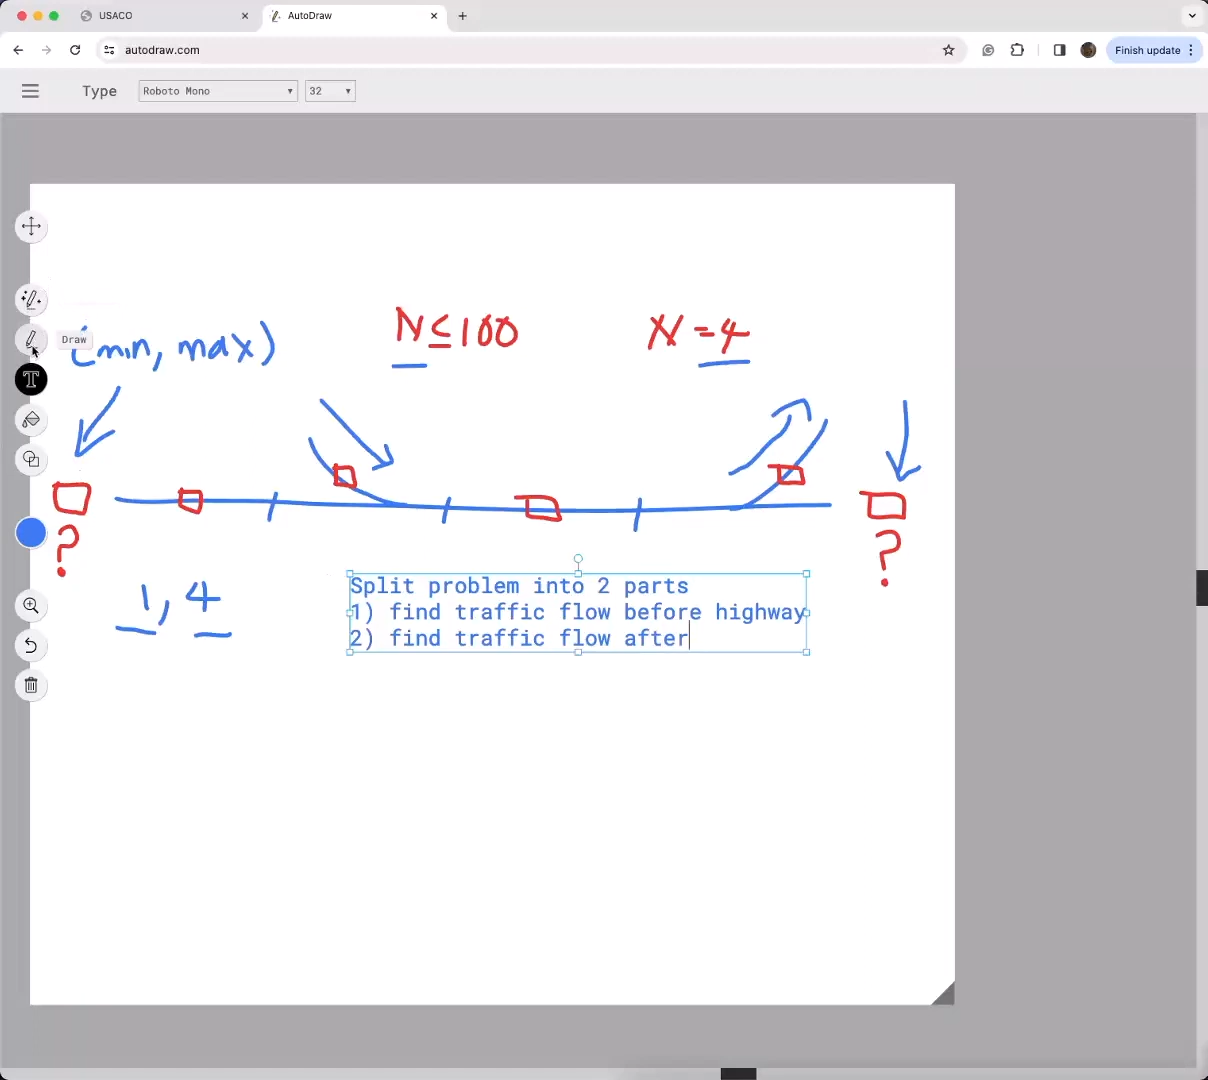 USACO
AutoDraw
autodraw.com
Finish update
Type
Roboto Mono
32
Draw
(min, max)
N ≤ 100
N = 4
?
?
1, 4
Split problem into 2 parts
1) find traffic flow before highway
2) find traffic flow after